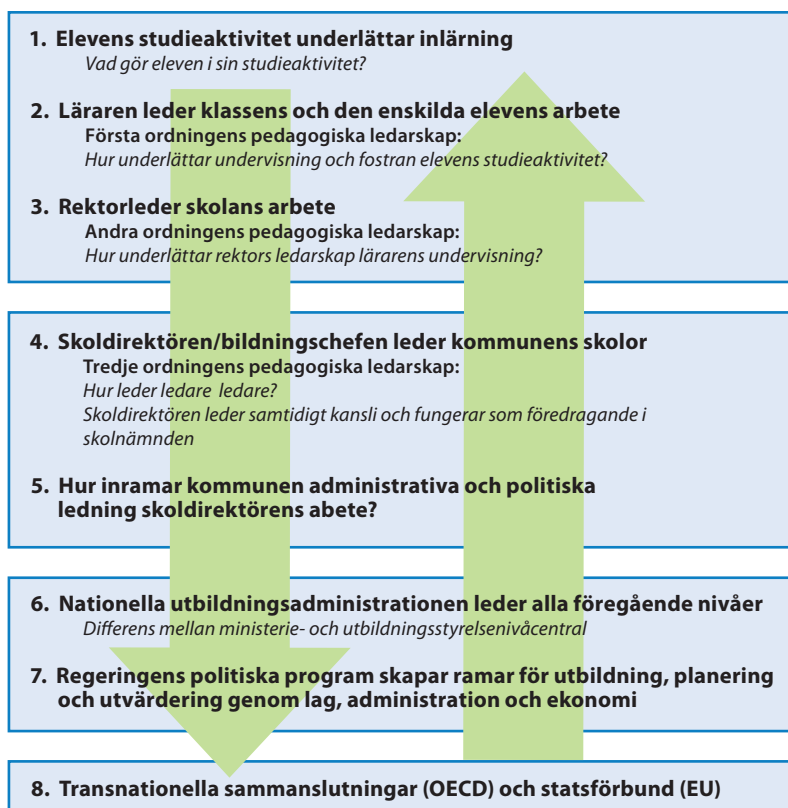 1. Elevens studieaktivitet underlättar inlärning
Vad gör eleven i sin studieaktivitet?
2. Läraren leder klassens och den enskilda elevens arbete
Första ordningens pedagogiska ledarskap:
Hur underlättar undervisning och fostran elevens studieaktivitet?
3. Rektorleder skolans arbete
Andra ordningens pedagogiska ledarskap:
Hur underlättar rektors ledarskap lärarens undervisning?
4. Skoldirektören/bildningschefen leder kommunens skolor
Tredje ordningens pedagogiska ledarskap:
Hur leder ledare ledare?
Skoldirektören leder samtidigt kansli och fungerar som föredragande i
skolnämnden
5. Hur inramar kommunen administrativa och politiska
ledning skoldirektörens abete?
6. Nationella utbildningsadministrationen leder alla föregående nivåer
Differens mellan ministerie- och utbildningsstyrelsenivåcentral
7. Regeringens politiska program skapar ramar för utbildning, planering
och utvärdering genom lag, administration och ekonomi
8. Transnationella sammanslutningar (OECD) och statsförbund (EU)